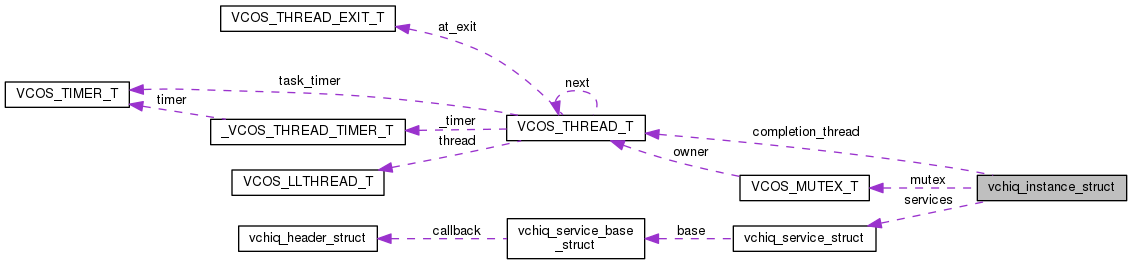 VCOS_THREAD_EXIT_T
at_exit
task_timer
next
VCOS_TIMER_T
timer
_VCOS_THREAD_TIMER_T
_timer
VCOS_THREAD_T
completion_thread
thread
owner
VCOS_LLTHREAD_T
VCOS_MUTEX_T
mutex
vchiq_instance_struct
services
vchiq_header_struct
callback
vchiq_service_base
_struct
base
vchiq_service_struct